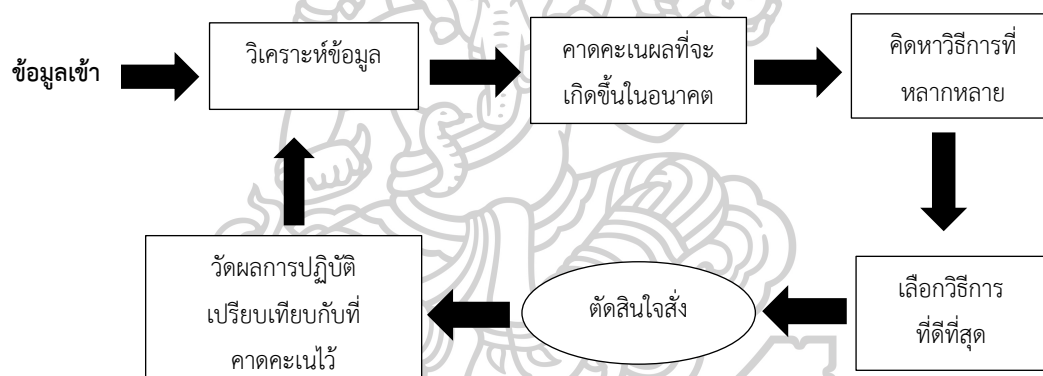 ข้อมูลเข้า
วิเคราะห์ข้อมูล
คาดคะเนผลที่จะ
เกิดขึ้นในอนาคต
คิดหาวิธีการที่
หลากหลาย
เลือกวิธีการ
ที่ดีที่สุด
ตัดสินใจสั่ง
วัดผลการปฏิบัติ
เปรียบเทียบกับที่
คาดคะเนไว้